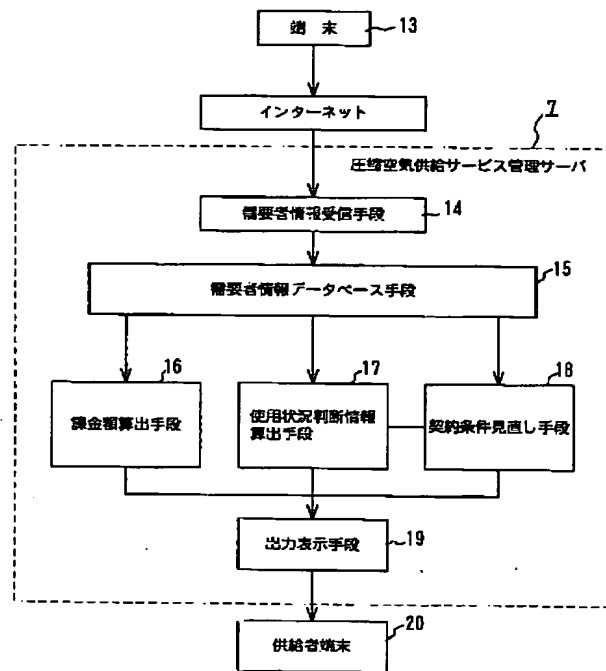 端末
13
インターネット
7
圧縮空気供給サービス管理サーバ
需要者情報受信手段
14
15
需要者情報データベース手段
16
17
18
課金額算出手段
使用状況判断情報
算出手段
契約条件見直し手段
出力表示手段
19
供給者端末
20